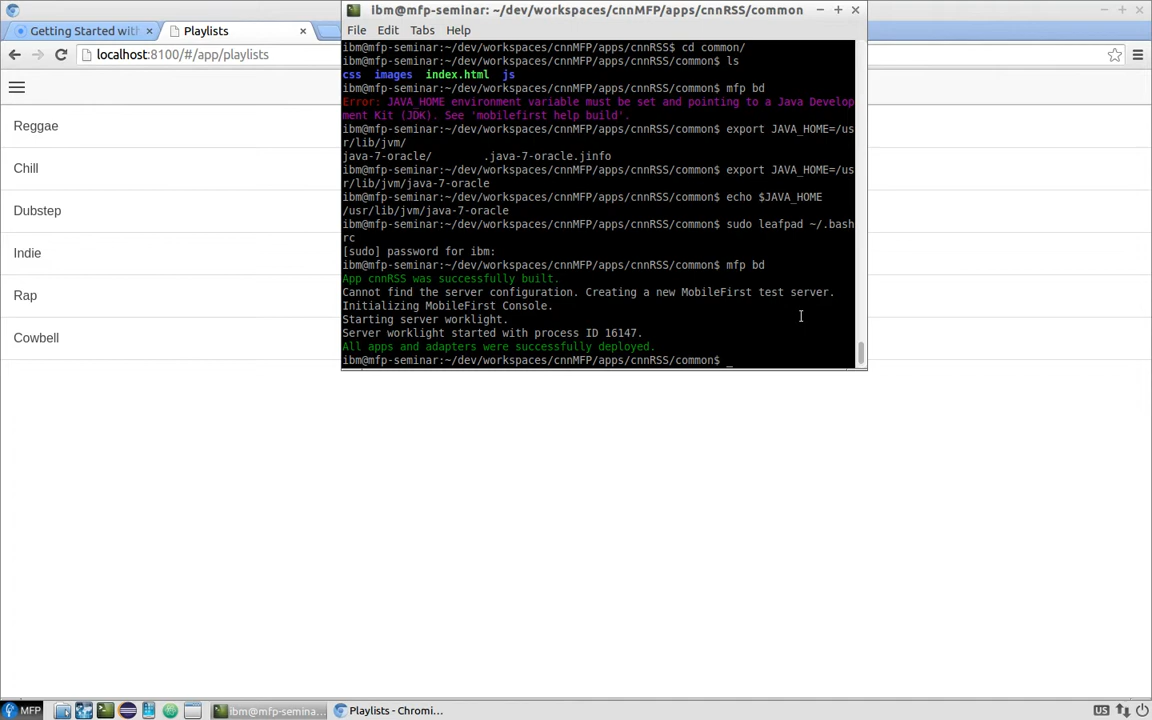 ibm@mfp-seminar: ~/dev/workspaces/cnnMFP/apps/cnnRSS/common
Getting Started with
Playlists
File Edit Tabs Help
localhost:8100/#/app/playlists
ibm@mfp-seminar:~/dev/workspaces/cnnMFP/apps/cnnRSS$ cd common/
ibm@mfp-seminar:~/dev/workspaces/cnnMFP/apps/cnnRSS/common$ ls
css images index.html js
ibm@mfp-seminar:~/dev/workspaces/cnnMFP/apps/cnnRSS/common$ mfp bd
Error: JAVA_HOME environment variable must be set and pointing to a Java Develop
ment Kit (JDK). See 'mobilefirst help build'.
ibm@mfp-seminar:~/dev/workspaces/cnnMFP/apps/cnnRSS/common$ export JAVA_HOME=/us
r/lib/jvm/
java-7-oracle/ .java-7-oracle.jinfo
ibm@mfp-seminar:~/dev/workspaces/cnnMFP/apps/cnnRSS/common$ export JAVA_HOME=/us
r/lib/jvm/java-7-oracle
ibm@mfp-seminar:~/dev/workspaces/cnnMFP/apps/cnnRSS/common$ echo $JAVA_HOME
/usr/lib/jvm/java-7-oracle
ibm@mfp-seminar:~/dev/workspaces/cnnMFP/apps/cnnRSS/common$ sudo leafpad ~/.bash
rc
[sudo] password for ibm:
ibm@mfp-seminar:~/dev/workspaces/cnnMFP/apps/cnnRSS/common$ mfp bd
App cnnRSS was successfully built.
Cannot find the server configuration. Creating a new MobileFirst test server.
Initializing MobileFirst Console.
Starting server worklight.
Server worklight started with process ID 16147.
All apps and adapters were successfully deployed.
ibm@mfp-seminar:~/dev/workspaces/cnnMFP/apps/cnnRSS/common$ _
Reggae
Chill
Dubstep
Indie
Rap
Cowbell
MFP
ibm@mfp-semina...
Playlists - Chromi...
US